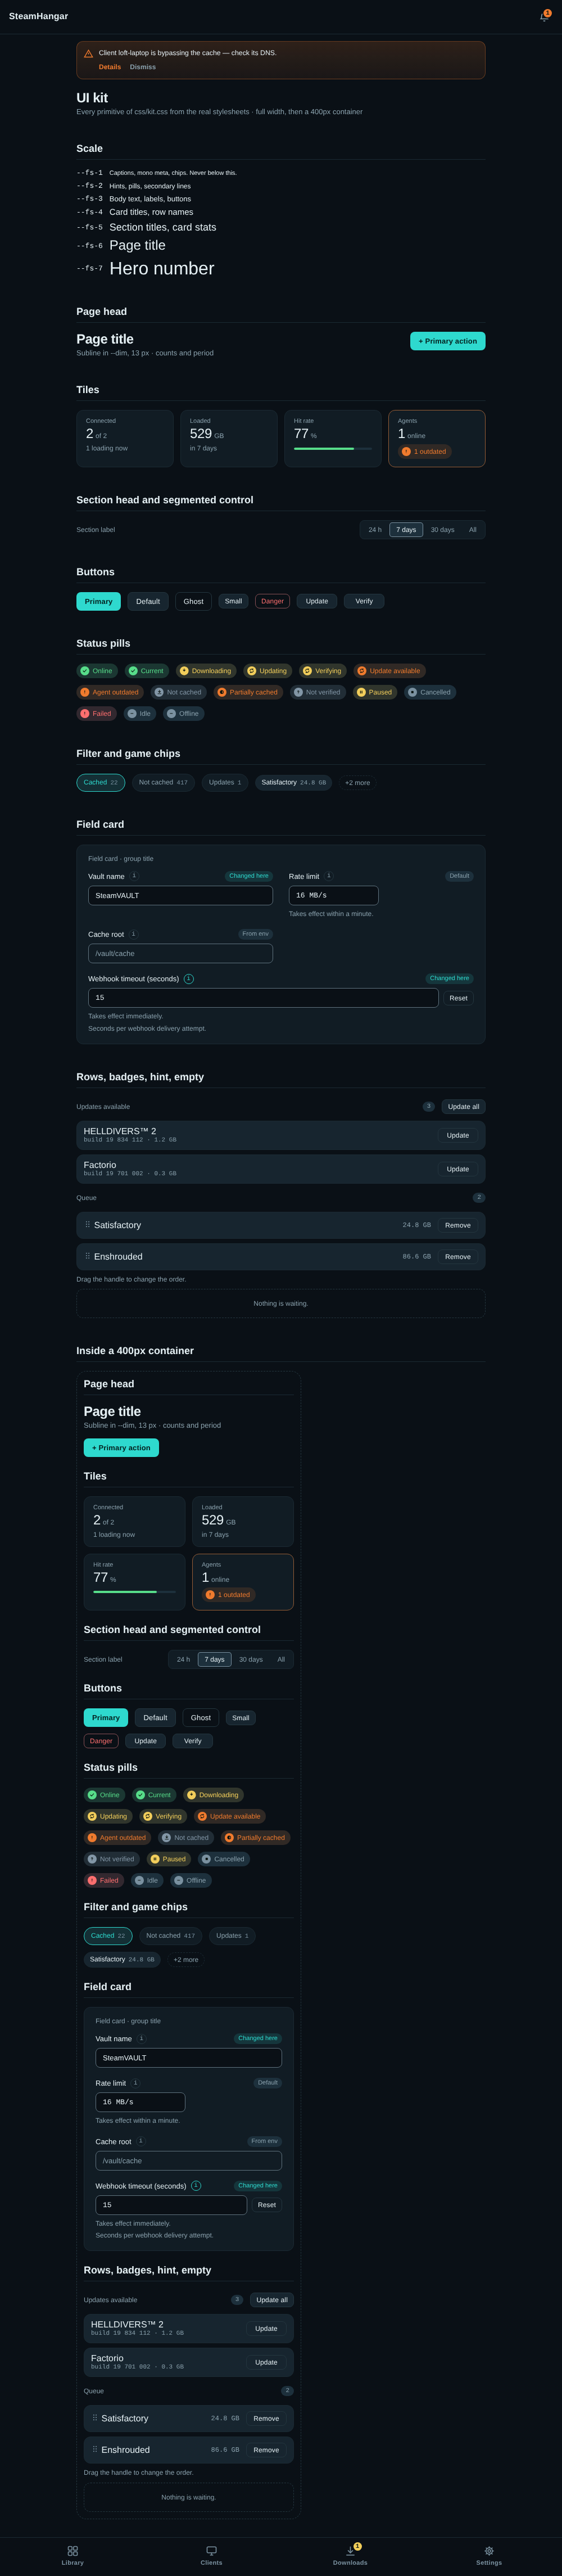 SteamHangar
1
Client loft-laptop is bypassing the cache — check its DNS.
Details Dismiss
UI kit
Every primitive of css/kit.css from the real stylesheets · full width, then a 400px container
Scale
--fs-1 Captions, mono meta, chips. Never below this.
--fs-2 Hints, pills, secondary lines
--fs-3 Body text, labels, buttons
--fs-4 Card titles, row names
--fs-5 Section titles, card stats
--fs-6 Page title
--fs-7 Hero number
Page head
Page title
+ Primary action
Subline in --dim, 13 px · counts and period
Tiles
Connected Loaded Hit rate Agents
2 of 2 529 GB 77 % 1 online
1 loading now in 7 days ! 1 outdated
Section head and segmented control
Section label 24 h 7 days 30 days All
Buttons
Primary Default Ghost Small Danger Update Verify
Status pills
Online Current Downloading Updating Verifying Update available
Agent outdated Not cached Partially cached Not verified Paused Cancelled
Failed Idle Offline
Filter and game chips
Cached 22 Not cached 417 Updates 1 Satisfactory 24.8 GB +2 more
Field card
Field card · group title
Vault name i Changed here Rate limit i Default
SteamVAULT 16 MB/s
Takes effect within a minute.
Cache root i From env
/vault/cache
Webhook timeout (seconds) i Changed here
15 Reset
Takes effect immediately.
Seconds per webhook delivery attempt.
Rows, badges, hint, empty
Updates available 3 Update all
HELLDIVERS™ 2 Update
build 19 834 112 · 1.2 GB
Factorio Update
build 19 701 002 · 0.3 GB
Queue 2
Satisfactory 24.8 GB Remove
Enshrouded 86.6 GB Remove
Drag the handle to change the order.
Nothing is waiting.
Inside a 400px container
Page head
Page title
Subline in --dim, 13 px · counts and period
+ Primary action
Tiles
Connected Loaded
2 of 2 529 GB
1 loading now in 7 days
Hit rate Agents
77 % 1 online
! 1 outdated
Section head and segmented control
Section label 24 h 7 days 30 days All
Buttons
Primary Default Ghost Small
Danger Update Verify
Status pills
Online Current Downloading
Updating Verifying Update available
Agent outdated Not cached Partially cached
Not verified Paused Cancelled
Failed Idle Offline
Filter and game chips
Cached 22 Not cached 417 Updates 1
Satisfactory 24.8 GB +2 more
Field card
Field card · group title
Vault name i Changed here
SteamVAULT
Rate limit i Default
16 MB/s
Takes effect within a minute.
Cache root i From env
/vault/cache
Webhook timeout (seconds) i Changed here
15 Reset
Takes effect immediately.
Seconds per webhook delivery attempt.
Rows, badges, hint, empty
Updates available 3 Update all
HELLDIVERS™ 2 Update
build 19 834 112 · 1.2 GB
Factorio Update
build 19 701 002 · 0.3 GB
Queue 2
Satisfactory 24.8 GB Remove
Enshrouded 86.6 GB Remove
Drag the handle to change the order.
Nothing is waiting.
1
Library Clients Downloads Settings